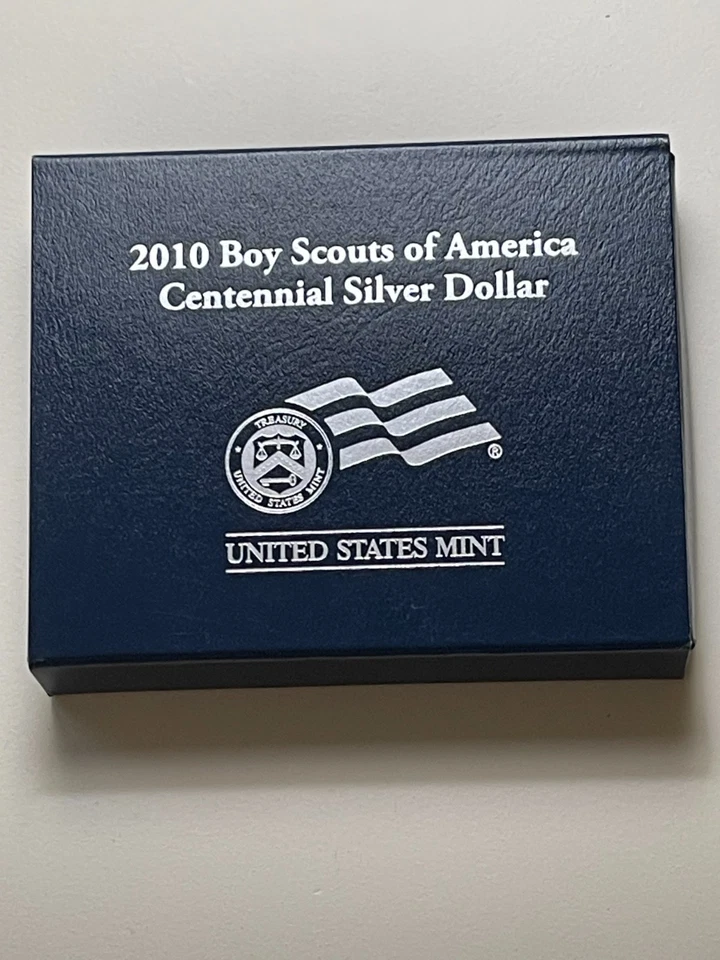 2010 Boy Scouts of America
Centennial Silver Dollar
TREASURY
UNITED STATES MINT
®
UNITED STATES MINT